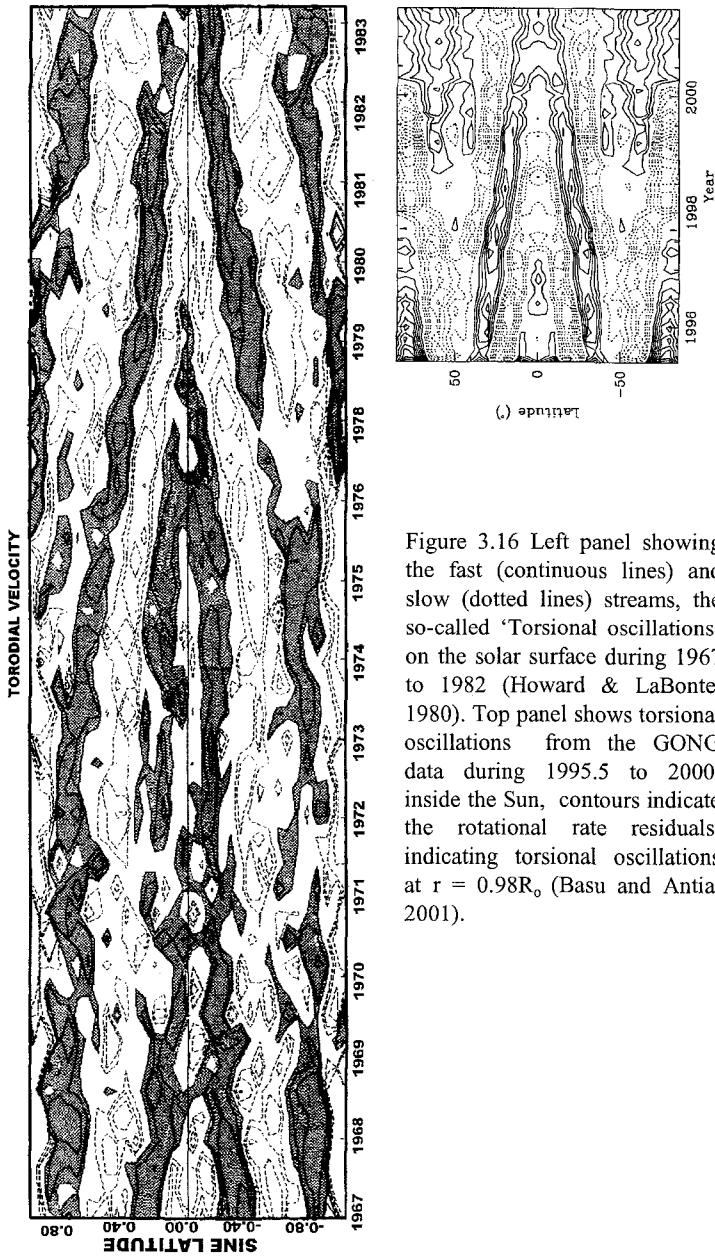 TORODIAL VELOCITY
1983
1982
1981
1980
1979
1978
1976
1975
1974
1973
1972
1971
1970
1969
1968
1967
0.80
0.40
0.00
-0.40
-0.80
SINE LATITUDE
50
0
-50
Latitude (°)
1996
1998
2000
Year
Figure 3.16 Left panel showing
the fast (continuous lines) and
slow (dotted lines) streams, the
so-called ‘Torsional oscillations
on the solar surface during 1967
to 1982 (Howard & LaBonte
1980). Top panel shows torsiona
oscillations from the GONG
data during 1995.5 to 2000
inside the Sun, contours indicate
the rotational rate residuals
indicating torsional oscillations
at r = 0.98Rₒ (Basu and Antia
2001).